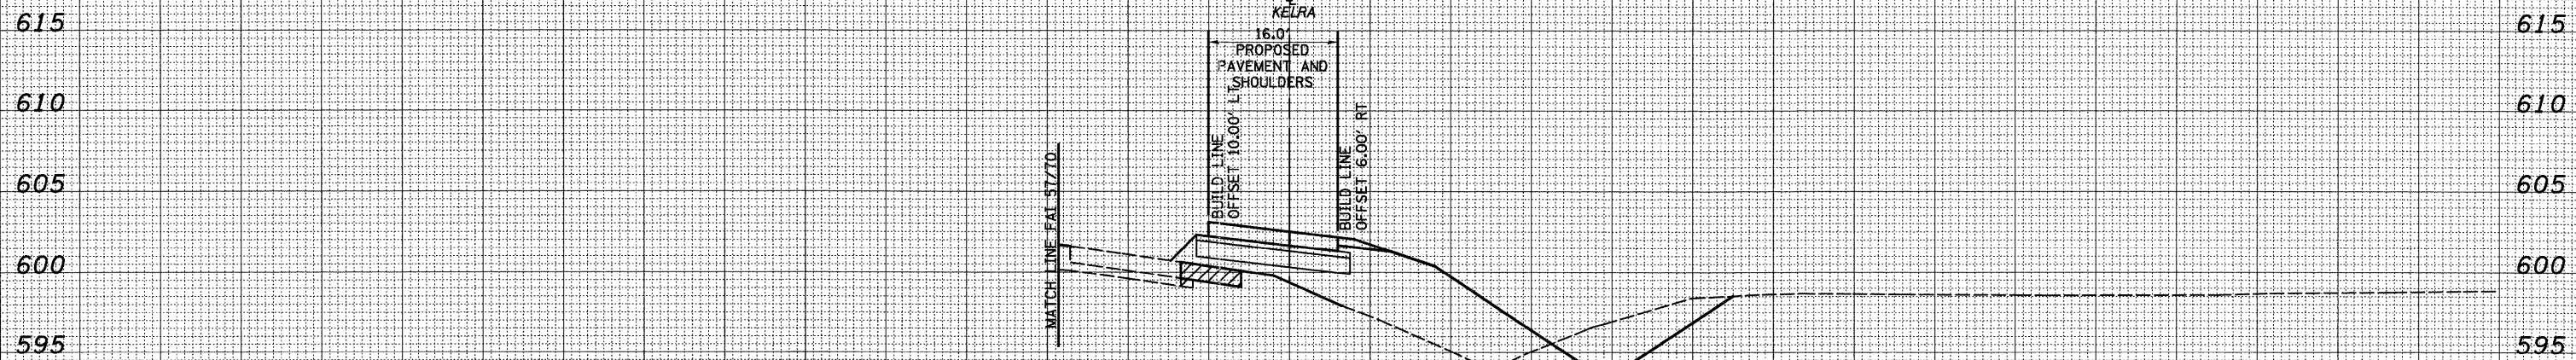 KELRA
615
615
16.0'
PROPOSED
PAVEMENT AND
SHOULDERS
610
610
BUILD LINE
OFFSET 10.00' LT
BUILD LINE
OFFSET 6.00' RT
605
605
MATCH LINE FAI 57/70
600
600
595
595